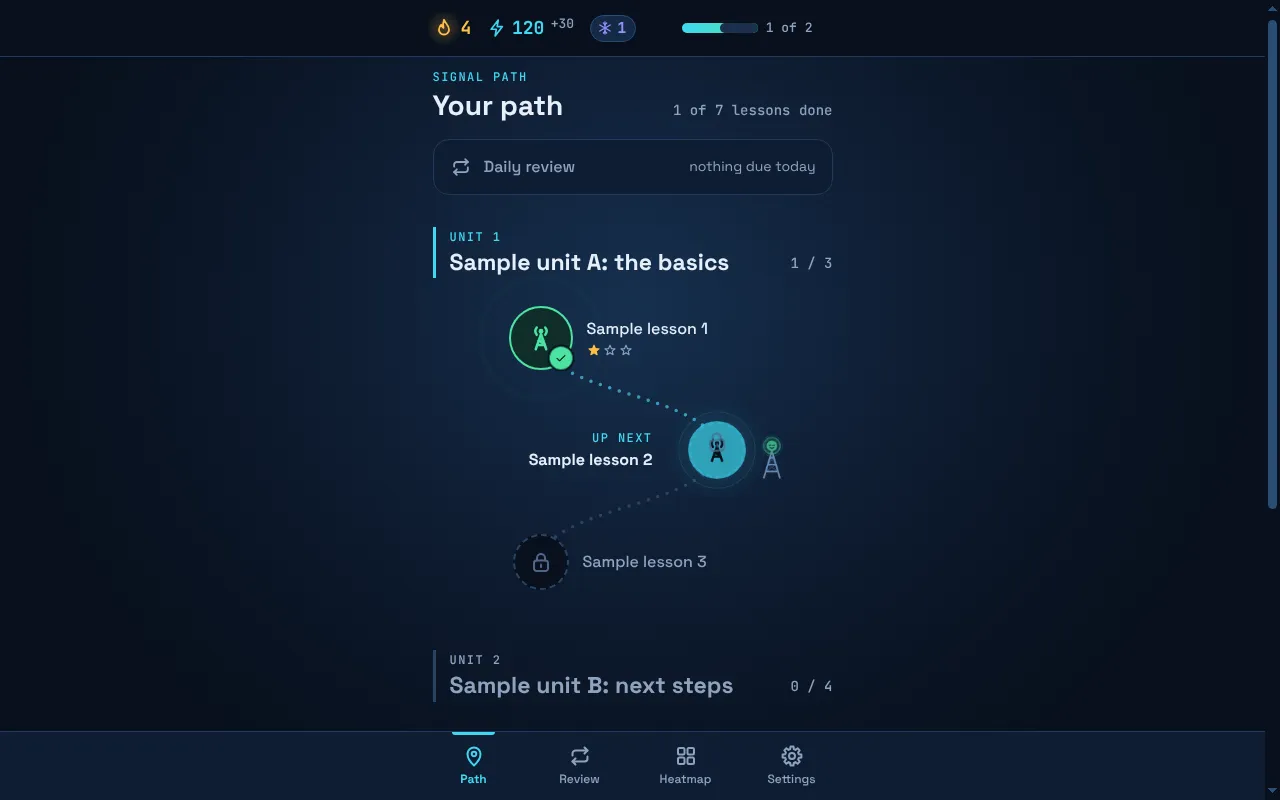 4 120 +30 1 1 of 2
SIGNAL PATH
Your path 1 of 7 lessons done
Daily review nothing due today
UNIT 1
Sample unit A: the basics 1 / 3
Sample lesson 1
UP NEXT
Sample lesson 2
Sample lesson 3
UNIT 2
Sample unit B: next steps 0 / 4
Path Review Heatmap Settings